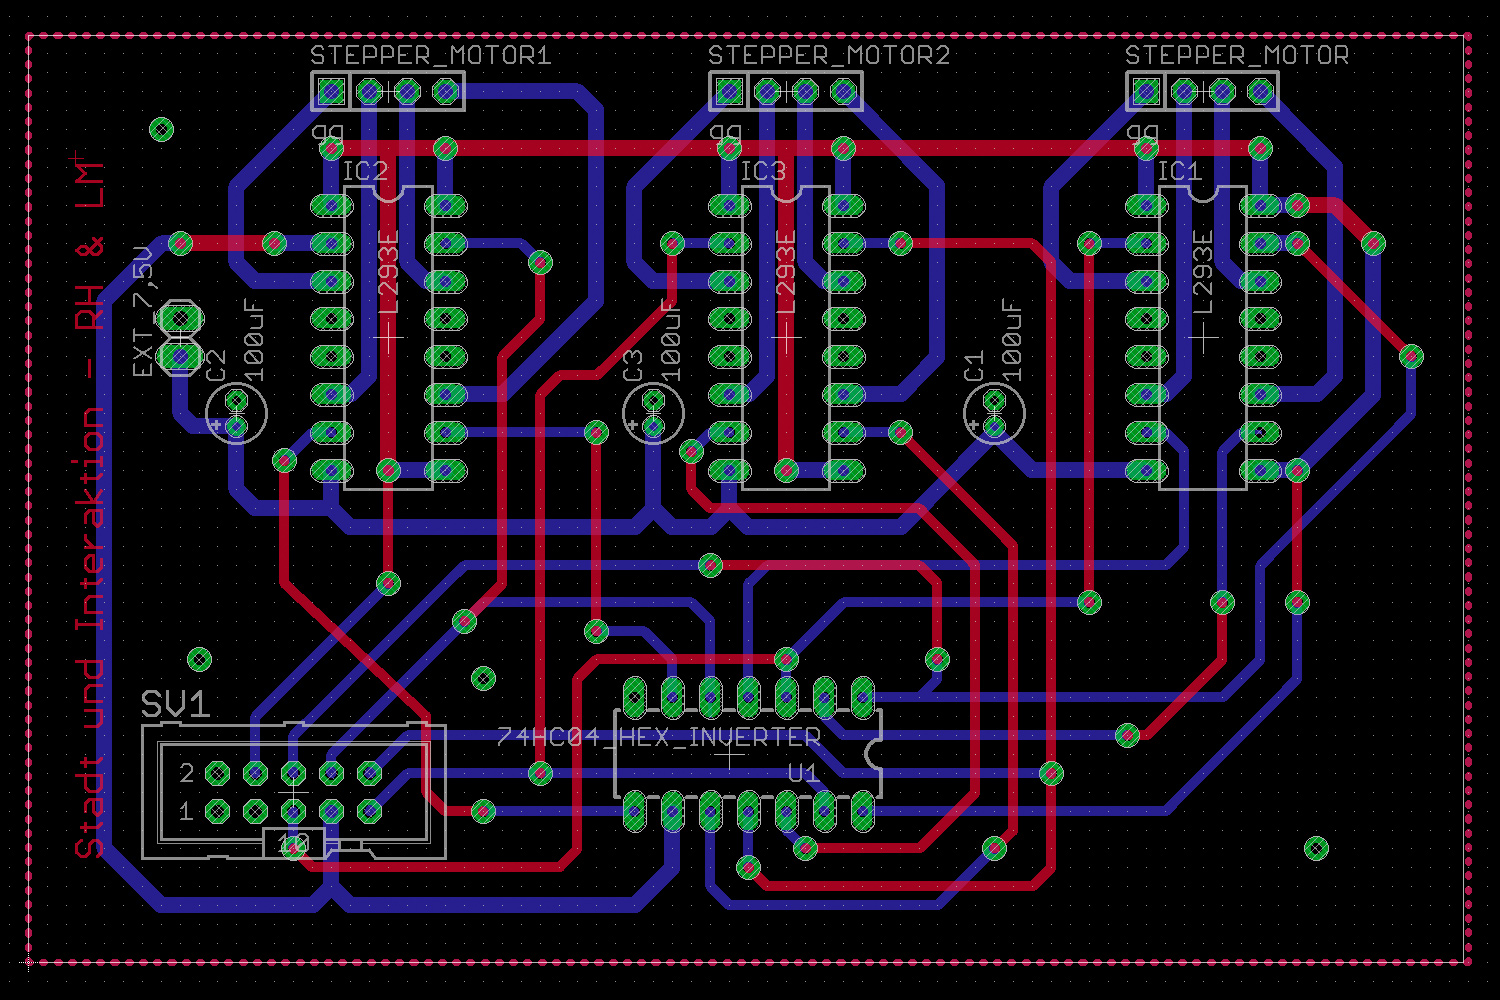 STEPPER_MOTOR1
STEPPER_MOTOR2
STEPPER_MOTOR
IC2
IC3
IC1
L293E
L293E
L293E
EXT_7,5V
C2
100uF
C3
100uF
C1
100uF
Stadt und Interaktion - RH & LM
SV1
2
1
10
74HC04_HEX_INVERTER
U1